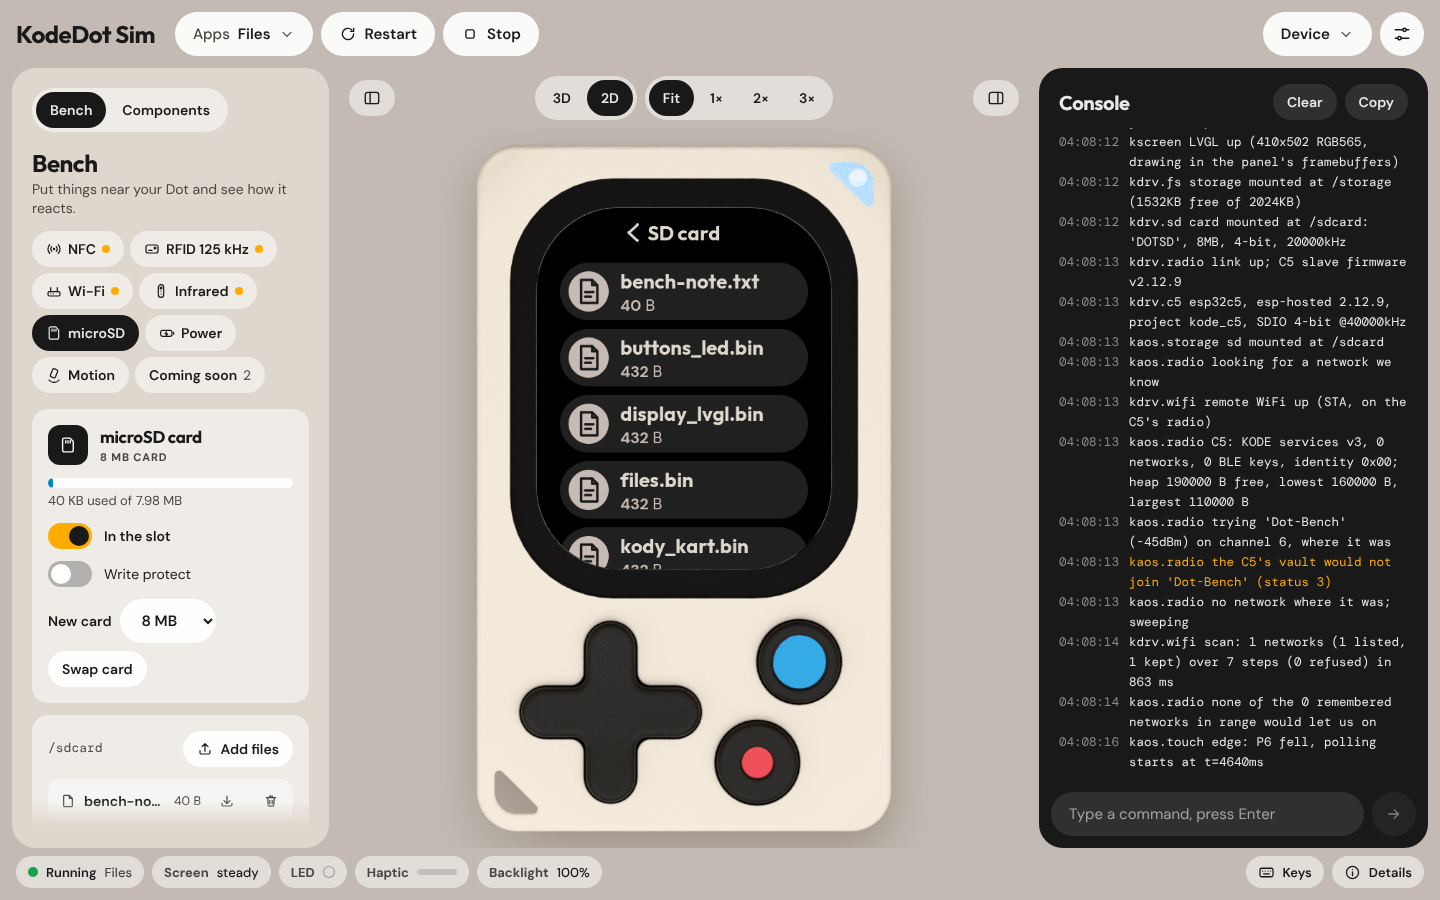 KodeDot Sim
Apps Files
Restart
Stop
Device
Bench
Components
Bench
Put things near your Dot and see how it
reacts.
NFC
RFID 125 kHz
Wi-Fi
Infrared
microSD
Power
Motion
Coming soon 2
microSD card
8 MB CARD
40 KB used of 7.98 MB
In the slot
Write protect
New card
8 MB
Swap card
/sdcard
Add files
bench-no...
40 B
3D
2D
Fit
1×
2×
3×
SD card
bench-note.txt
40 B
buttons_led.bin
432 B
display_lvgl.bin
432 B
files.bin
432 B
kody_kart.bin
432 B
Console
Clear
Copy
04:08:12 kscreen LVGL up (410x502 RGB565,
drawing in the panel's framebuffers)
04:08:12 kdrv.fs storage mounted at /storage
(1532KB free of 2024KB)
04:08:12 kdrv.sd card mounted at /sdcard:
'DOTSD', 8MB, 4-bit, 20000kHz
04:08:13 kdrv.radio link up; C5 slave firmware
v2.12.9
04:08:13 kdrv.c5 esp32c5, esp-hosted 2.12.9,
project kode_c5, SDIO 4-bit @40000kHz
04:08:13 kaos.storage sd mounted at /sdcard
04:08:13 kaos.radio looking for a network we
know
04:08:13 kdrv.wifi remote WiFi up (STA, on the
C5's radio)
04:08:13 kaos.radio C5: KODE services v3, 0
networks, 0 BLE keys, identity 0x00;
heap 190000 B free, lowest 160000 B,
largest 110000 B
04:08:13 kaos.radio trying 'Dot-Bench'
(-45dBm) on channel 6, where it was
04:08:13 kaos.radio the C5's vault would not
join 'Dot-Bench' (status 3)
04:08:13 kaos.radio no network where it was;
sweeping
04:08:14 kdrv.wifi scan: 1 networks (1 listed,
1 kept) over 7 steps (0 refused) in
863 ms
04:08:14 kaos.radio none of the 0 remembered
networks in range would let us on
04:08:16 kaos.touch edge: P6 fell, polling
starts at t=4640ms
Type a command, press Enter
Running Files
Screen steady
LED
Haptic
Backlight 100%
Keys
Details